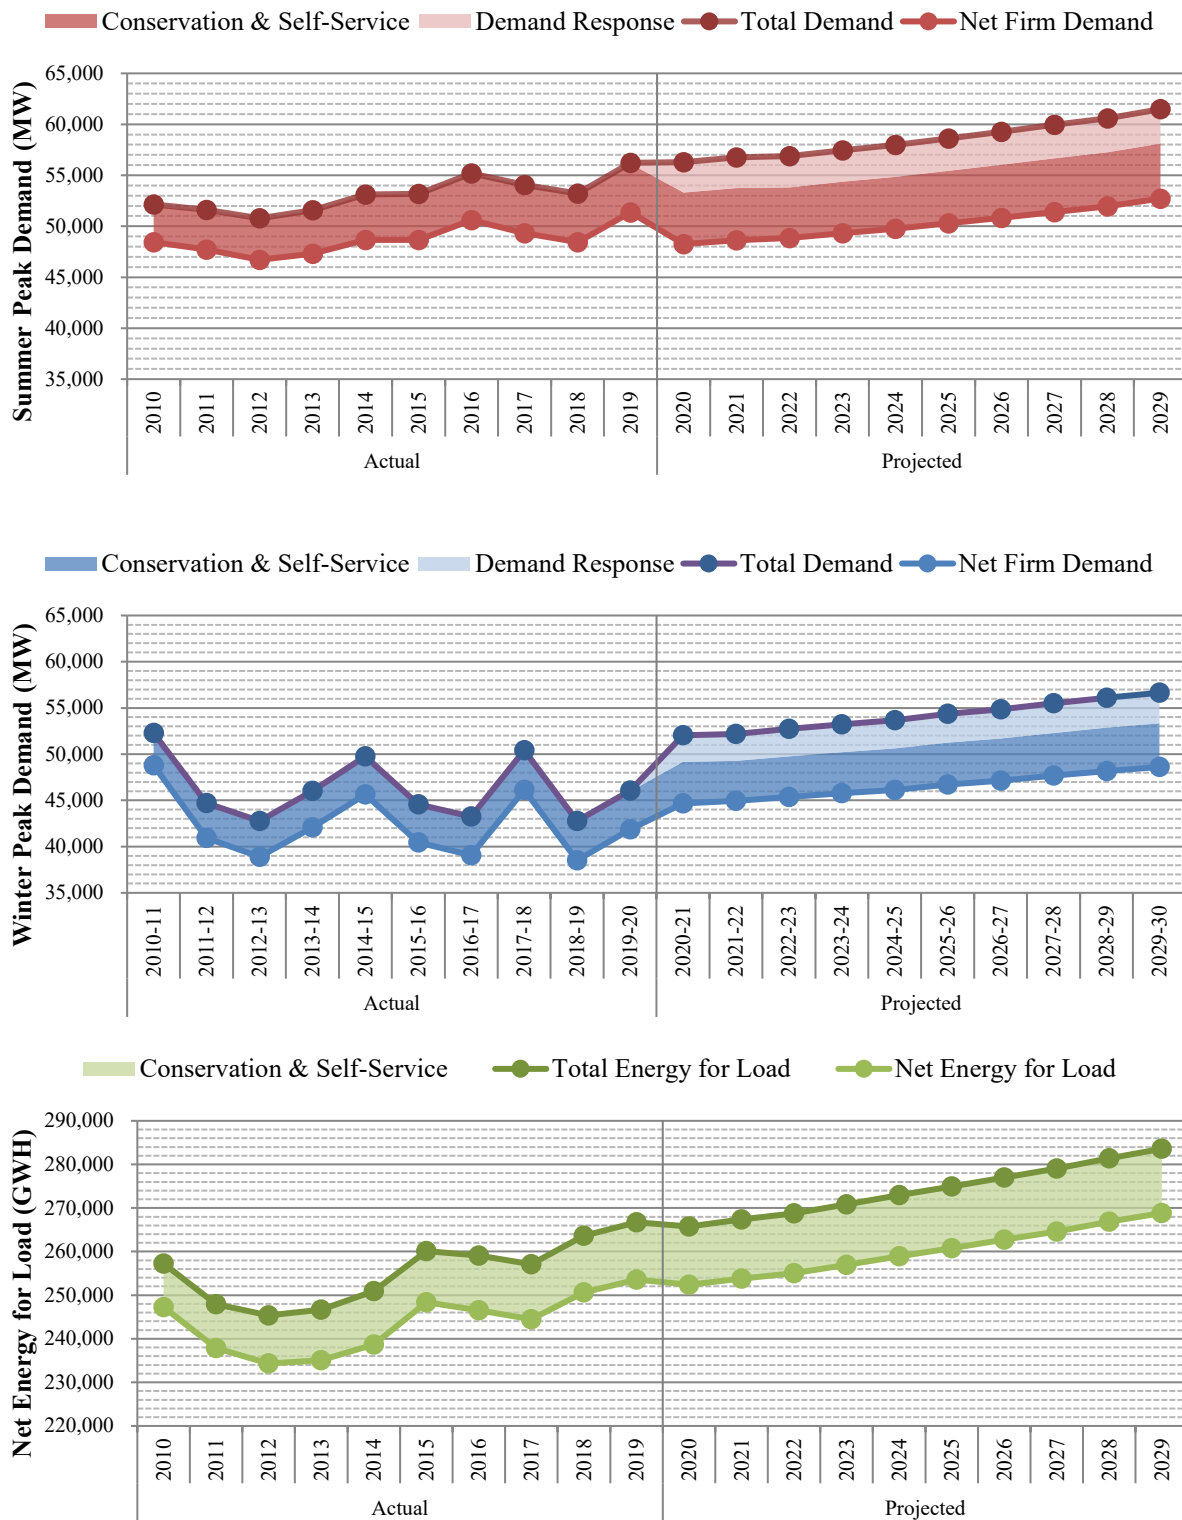 Conservation & Self-Service Demand Response Total Demand Net Firm Demand
Summer Peak Demand (MW)
65,000
60,000
55,000
50,000
45,000
40,000
35,000
2010 2011 2012 2013 2014 2015 2016 2017 2018 2019 2020 2021 2022 2023 2024 2025 2026 2027 2028 2029
Actual Projected
Conservation & Self-Service Demand Response Total Demand Net Firm Demand
Winter Peak Demand (MW)
65,000
60,000
55,000
50,000
45,000
40,000
35,000
2010-11 2011-12 2012-13 2013-14 2014-15 2015-16 2016-17 2017-18 2018-19 2019-20 2020-21 2021-22 2022-23 2023-24 2024-25 2025-26 2026-27 2027-28 2028-29 2029-30
Actual Projected
Conservation & Self-Service Total Energy for Load Net Energy for Load
Net Energy for Load (GWH)
290,000
280,000
270,000
260,000
250,000
240,000
230,000
220,000
2010 2011 2012 2013 2014 2015 2016 2017 2018 2019 2020 2021 2022 2023 2024 2025 2026 2027 2028 2029
Actual Projected